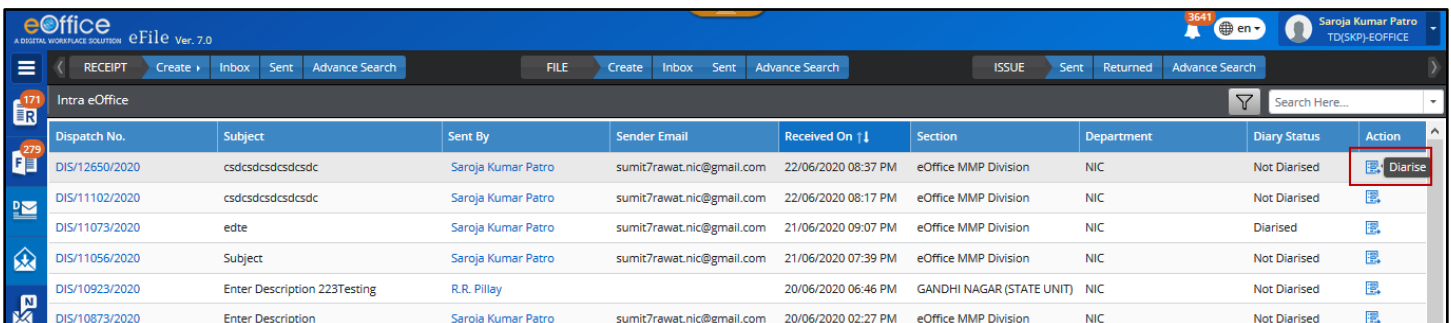 3641
eOffice
A DIGITAL WORKPLACE SOLUTION eFile Ver. 7.0
en
Saroja Kumar Patro
TD(SKP)-EOFFICE
RECEIPT Create Inbox Sent Advance Search FILE Create Inbox Sent Advance Search ISSUE Sent Returned Advance Search
171
R
Intra eOffice Search Here...
Dispatch No. Subject Sent By Sender Email Received On Section Department Diary Status Action
279
F
DIS/12650/2020 csdcsdcsdcsdcsdc Saroja Kumar Patro sumit7rawat.nic@gmail.com 22/06/2020 08:37 PM eOffice MMP Division NIC Not Diarised Diarise
D
DIS/11102/2020 csdcsdcsdcsdcsdc Saroja Kumar Patro sumit7rawat.nic@gmail.com 22/06/2020 08:17 PM eOffice MMP Division NIC Not Diarised
DIS/11073/2020 edte Saroja Kumar Patro sumit7rawat.nic@gmail.com 21/06/2020 09:07 PM eOffice MMP Division NIC Diarised
DIS/11056/2020 Subject Saroja Kumar Patro sumit7rawat.nic@gmail.com 21/06/2020 07:39 PM eOffice MMP Division NIC Not Diarised
DIS/10923/2020 Enter Description 223Testing R.R. Pillay 20/06/2020 06:46 PM GANDHI NAGAR (STATE UNIT) NIC Not Diarised
N
DIS/10873/2020 Enter Description Saroja Kumar Patro sumit7rawat.nic@gmail.com 20/06/2020 02:27 PM eOffice MMP Division NIC Not Diarised